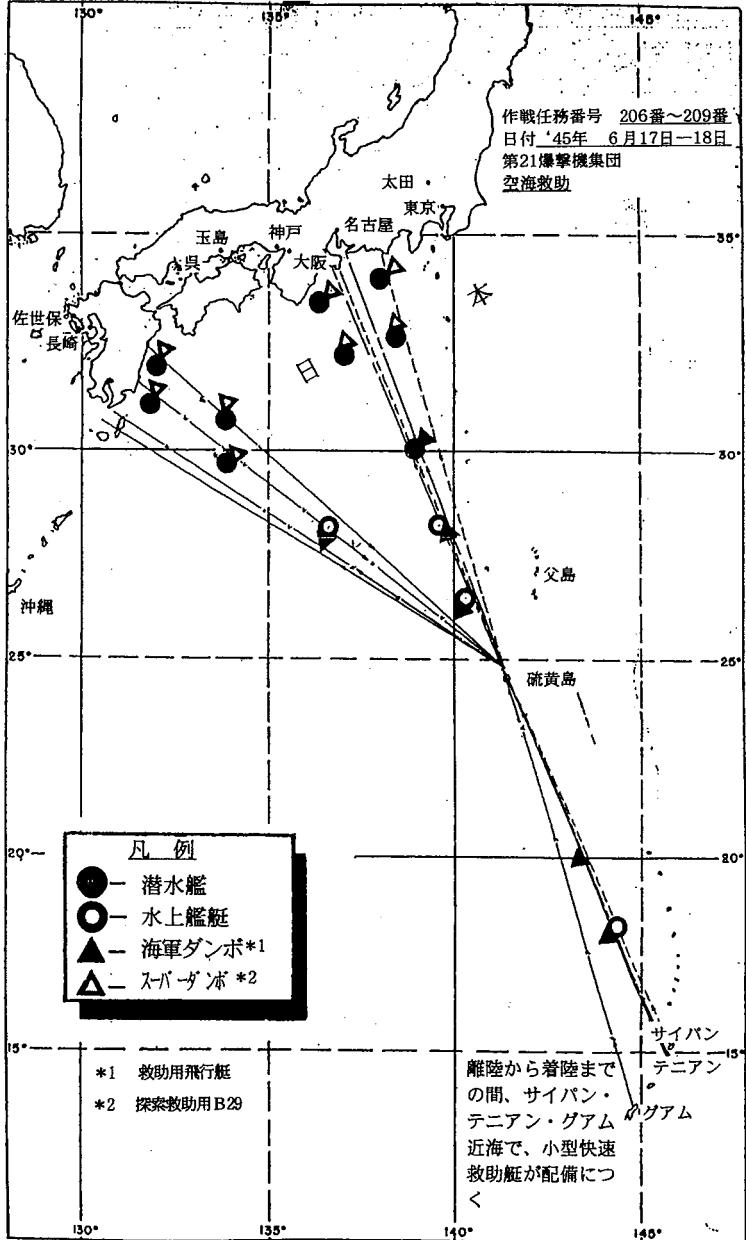 130°
135°
145°
作戦任務番号 206番～209番
日付 '45年 6月17日―18日
第21爆撃機集団
空海救助
太田
東京
名古屋
神戸
玉島
呉
大阪
35°
佐世保
長崎
日
本
30°
30°
沖縄
父島
25°
25°
硫黄島
20°
20°
凡 例
潜水艦
水上艦艇
海軍ダンボ*1
スーパーダンボ *2
15°
15°
*1 救助用飛行艇
*2 探索救助用B29
サイパン
テニアン
グアム
離陸から着陸まで
の間、サイパン・
テニアン・グアム
近海で、小型快速
救助艇が配備につ
く
130°
135°
140°
145°